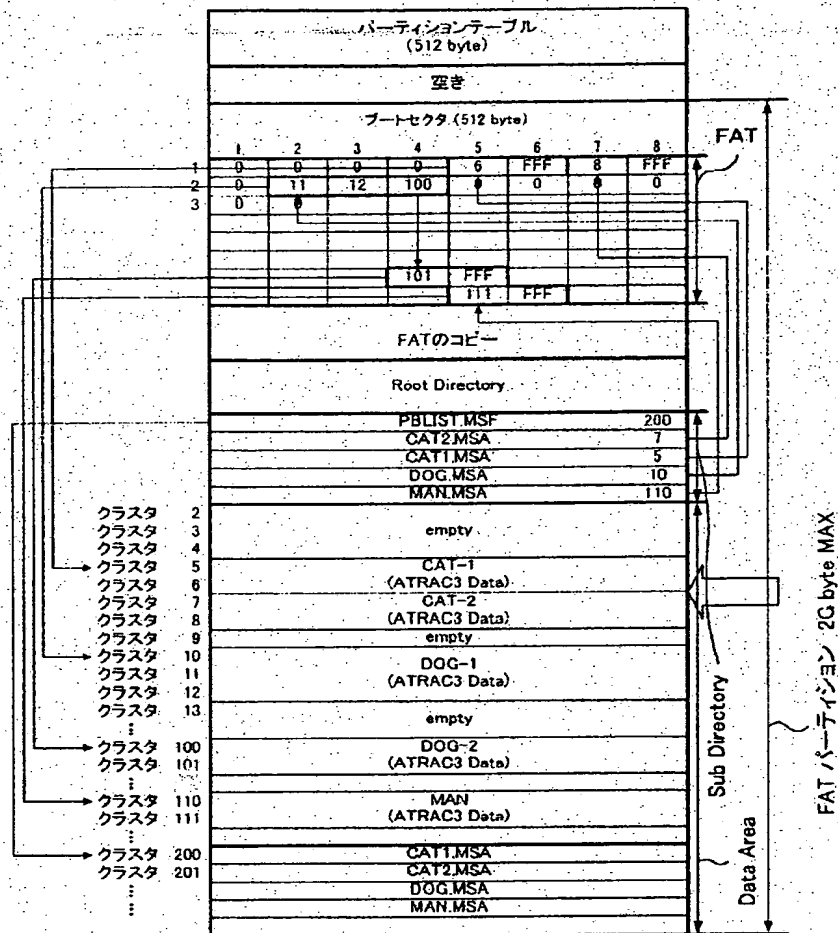 パーティションテーブル
(512 byte)
空き
ブートセクタ (512 byte)
FAT
1 2 3 4 5 6 7 8
1 0 0 0 0 6 FFF 8 FFF
2 0 11 12 100 0 0 0 0
3 0 0
101 FFF
111 FFF
FATのコピー
Root Directory
PBLIST.MSF 200
CAT2.MSA 7
CAT1.MSA 5
DOG.MSA 10
MAN.MSA 110
クラスタ 2
クラスタ 3
クラスタ 4
empty
クラスタ 5
クラスタ 6
CAT-1
(ATRAC3 Data)
クラスタ 7
クラスタ 8
CAT-2
(ATRAC3 Data)
クラスタ 9
empty
クラスタ 10
クラスタ 11
クラスタ 12
DOG-1
(ATRAC3 Data)
クラスタ 13
empty
クラスタ 100
クラスタ 101
DOG-2
(ATRAC3 Data)
クラスタ 110
クラスタ 111
MAN
(ATRAC3 Data)
クラスタ 200
クラスタ 201
CAT1.MSA
CAT2.MSA
DOG.MSA
MAN.MSA
Sub Directory
Data Area
FAT パーティション 2G byte MAX